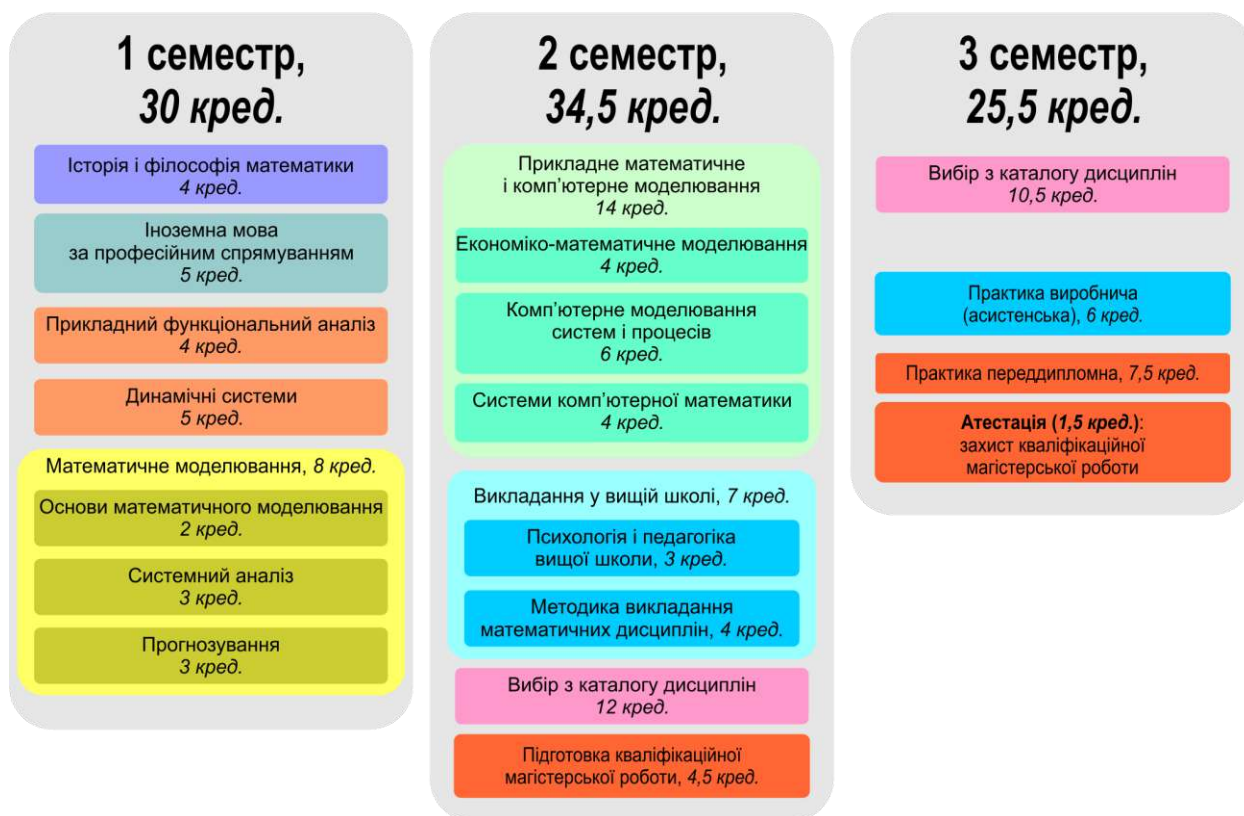 1 семестр,
30 кред.
Історія і філософія математики
4 кред.
Іноземна мова
за професійним спрямуванням
5 кред.
Прикладний функціональний аналіз
4 кред.
Динамічні системи
5 кред.
Математичне моделювання, 8 кред.
Основи математичного моделювання
2 кред.
Системний аналіз
3 кред.
Прогнозування
3 кред.
2 семестр,
34,5 кред.
Прикладне математичне
і комп’ютерне моделювання
14 кред.
Економіко-математичне моделювання
4 кред.
Комп’ютерне моделювання
систем і процесів
6 кред.
Системи комп’ютерної математики
4 кред.
Викладання у вищій школі, 7 кред.
Психологія і педагогіка
вищої школи, 3 кред.
Методика викладання
математичних дисциплін, 4 кред.
Вибір з каталогу дисциплін
12 кред.
Підготовка кваліфікаційної
магістерської роботи, 4,5 кред.
3 семестр,
25,5 кред.
Вибір з каталогу дисциплін
10,5 кред.
Практика виробнича
(асистенська), 6 кред.
Практика переддипломна, 7,5 кред.
Атестація (1,5 кред.):
захист кваліфікаційної
магістерської роботи